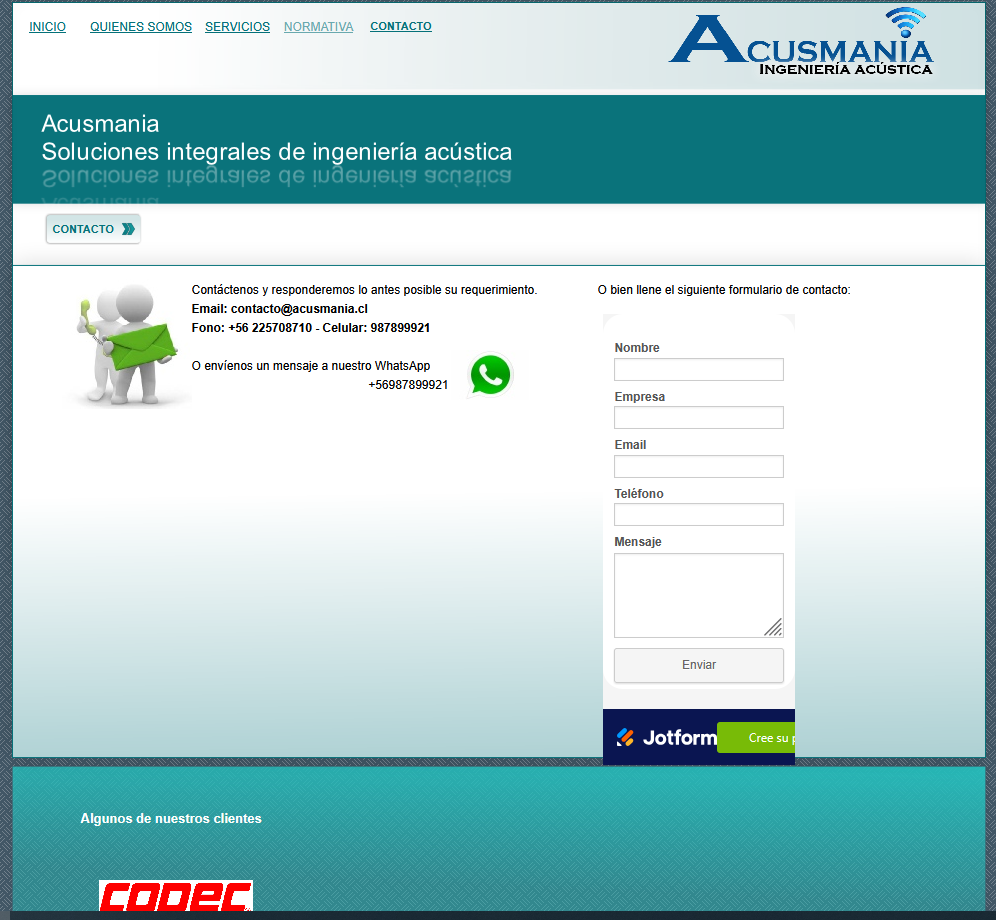 INICIO QUIENES SOMOS SERVICIOS NORMATIVA CONTACTO
ACUSMANIA
INGENIERÍA ACÚSTICA
Acusmania
Soluciones integrales de ingeniería acústica
CONTACTO
Contáctenos y responderemos lo antes posible su requerimiento.
Email: contacto@acusmania.cl
Fono: +56 225708710 - Celular: 987899921
O envíenos un mensaje a nuestro WhatsApp
+56987899921
O bien llene el siguiente formulario de contacto:
Nombre
Empresa
Email
Teléfono
Mensaje
Enviar
Jotform
Cree su p
Algunos de nuestros clientes
COPEC